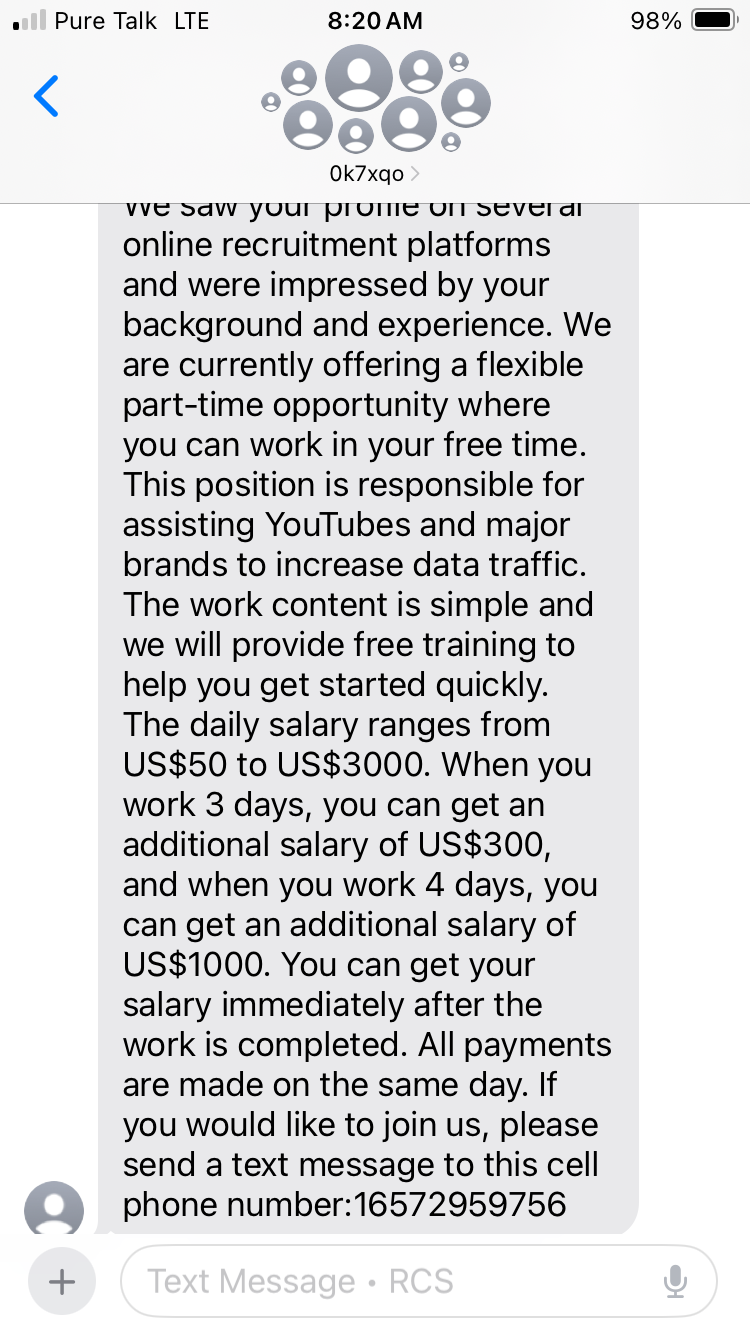 Pure Talk LTE 8:20 AM 98%
0k7xqo
We saw your profile on several
online recruitment platforms
and were impressed by your
background and experience. We
are currently offering a flexible
part-time opportunity where
you can work in your free time.
This position is responsible for
assisting YouTubes and major
brands to increase data traffic.
The work content is simple and
we will provide free training to
help you get started quickly.
The daily salary ranges from
US$50 to US$3000. When you
work 3 days, you can get an
additional salary of US$300,
and when you work 4 days, you
can get an additional salary of
US$1000. You can get your
salary immediately after the
work is completed. All payments
are made on the same day. If
you would like to join us, please
send a text message to this cell
phone number:16572959756
Text Message • RCS